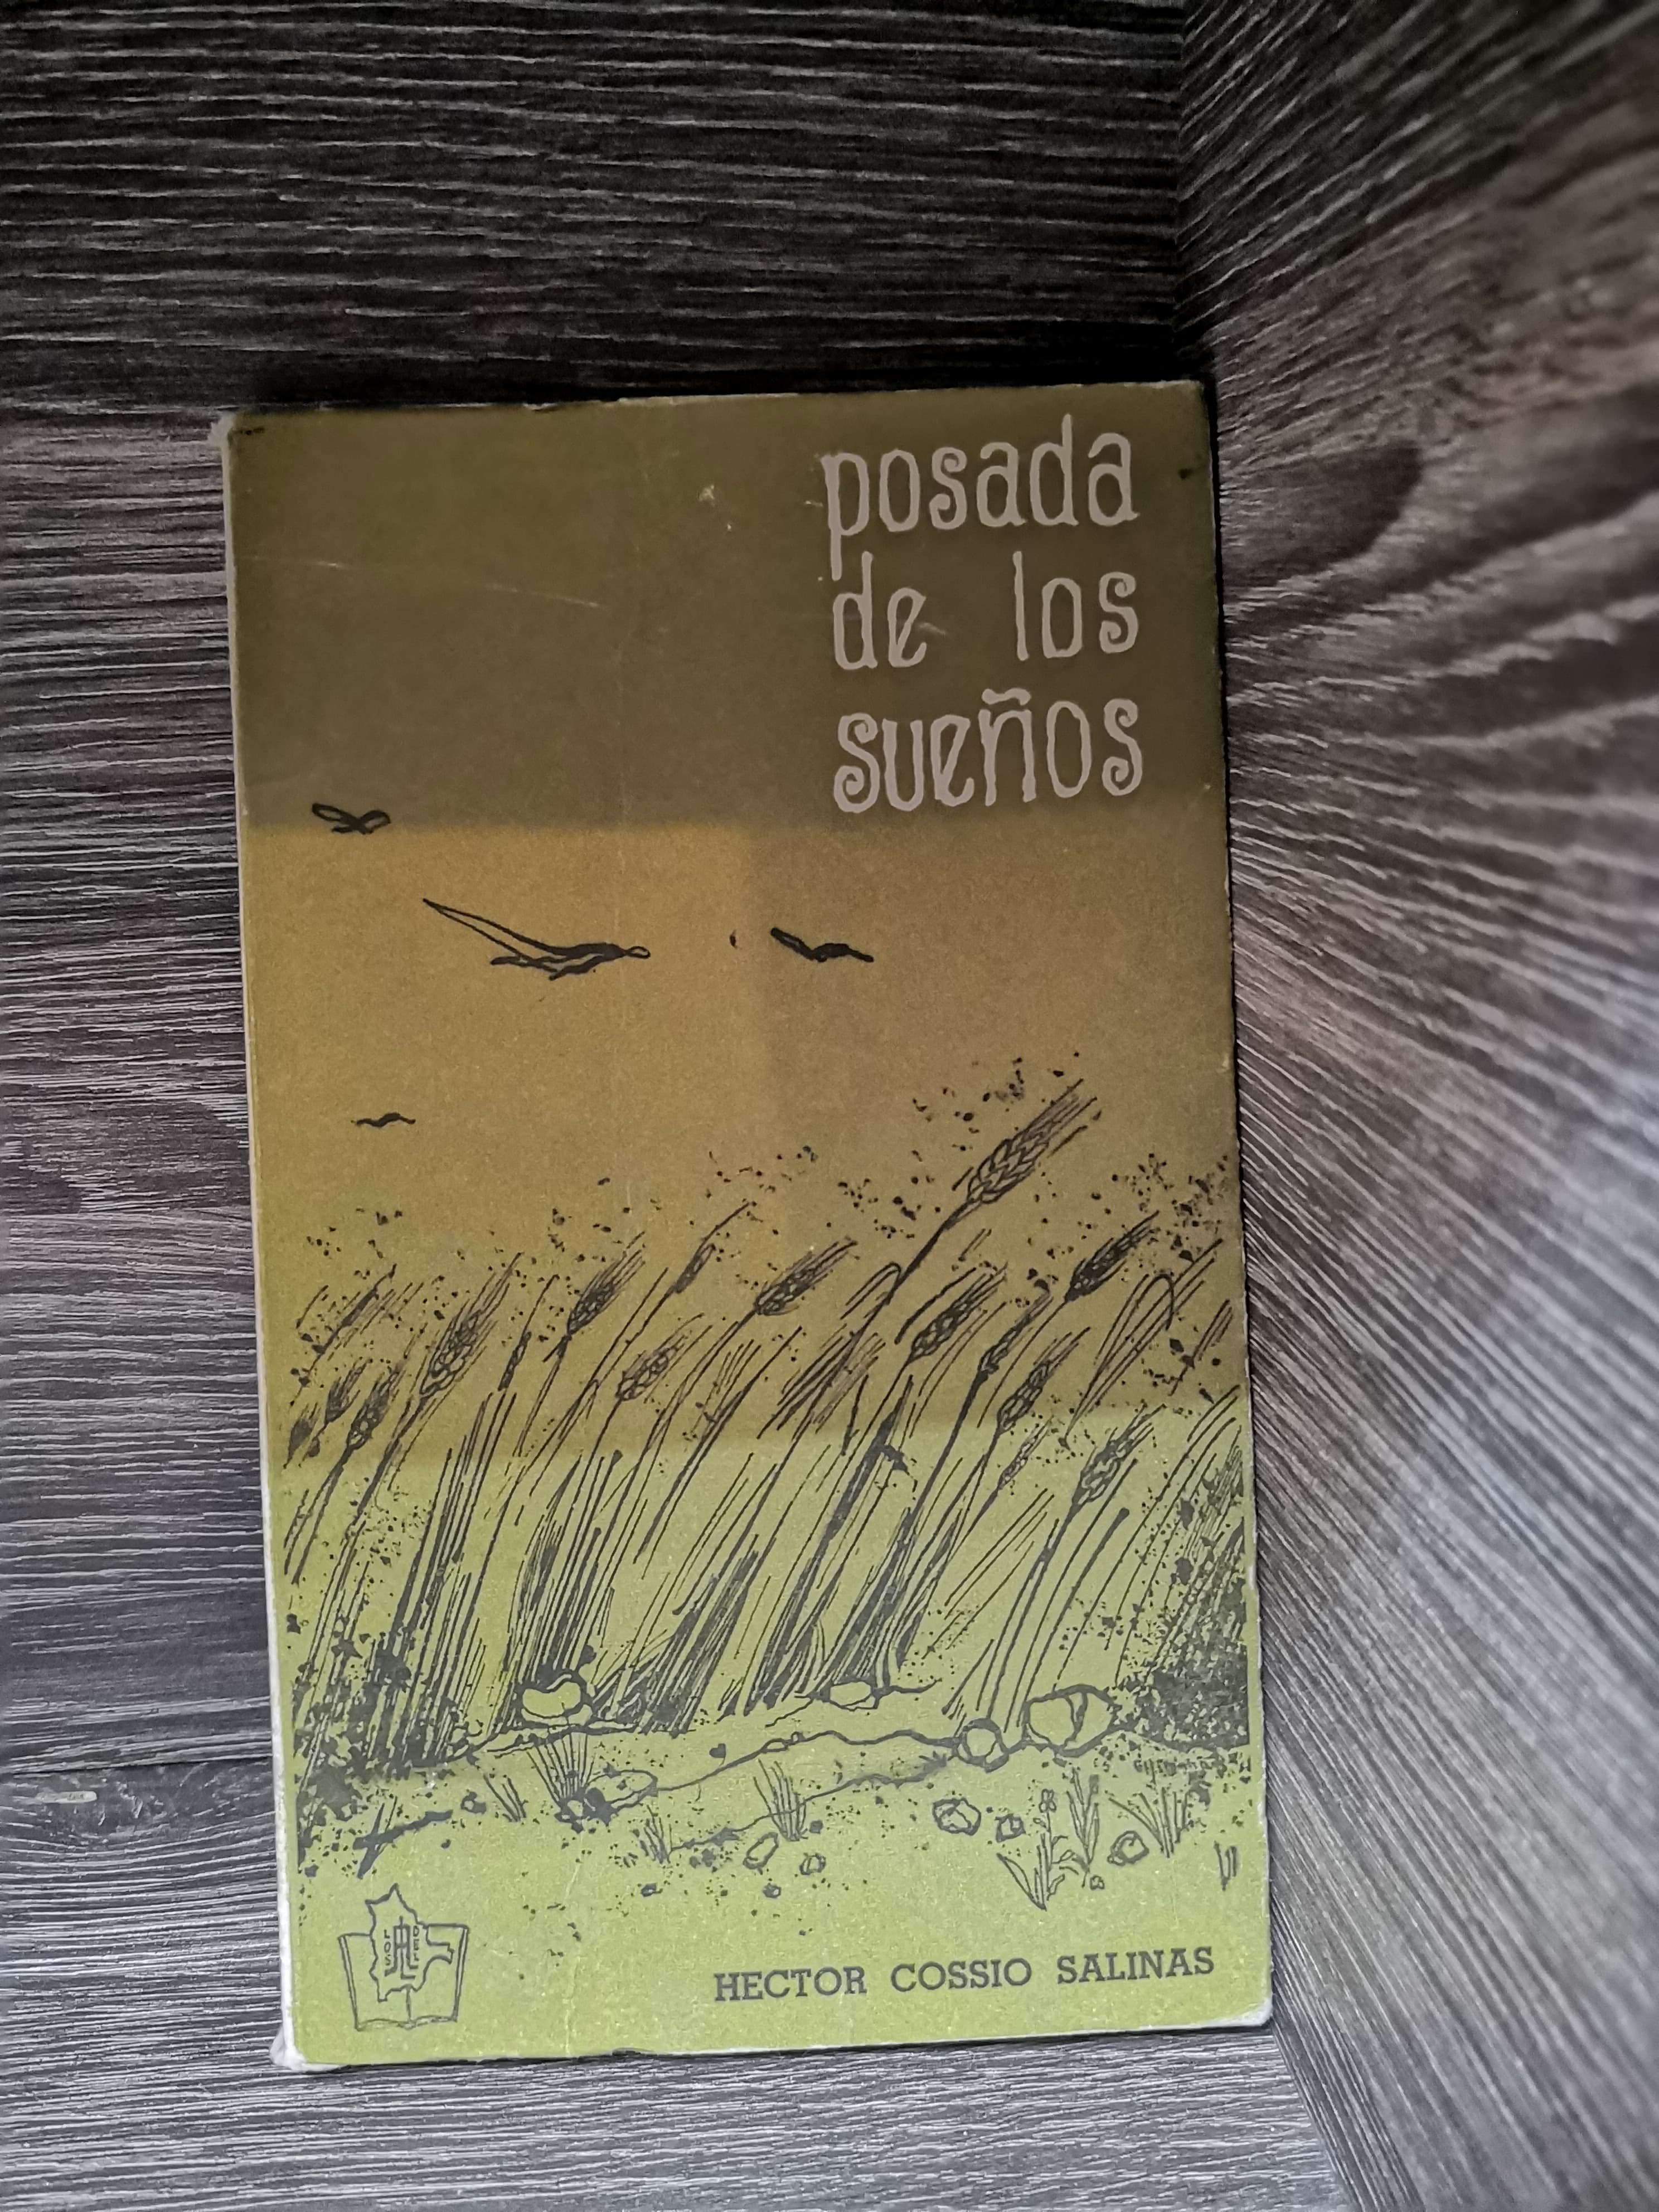 posada
de los
sueños
HECTOR COSSIO SALINAS